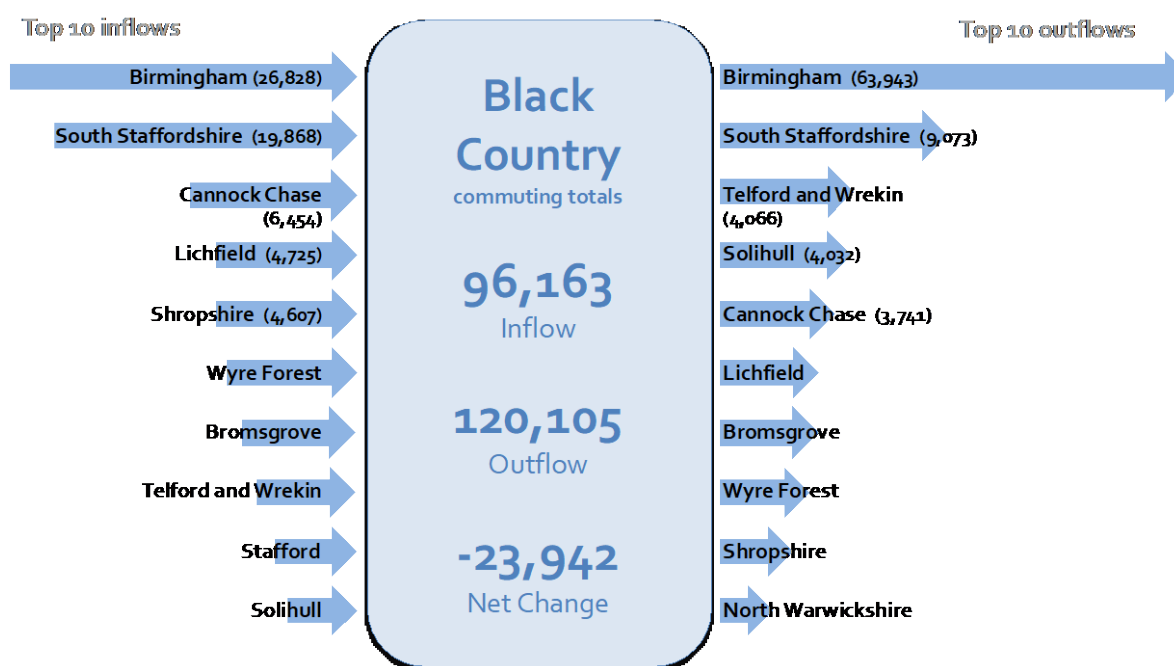 Top 10 inflows
Birmingham (26,828)
South Staffordshire (19,868)
Cannock Chase
(6,454)
Lichfield (4,725)
Shropshire (4,607)
Wyre Forest
Bromsgrove
Telford and Wrekin
Stafford
Solihull
Black
Country
commuting totals
96,163
Inflow
120,105
Outflow
-23,942
Net Change
Top 10 outflows
Birmingham (63,943)
South Staffordshire (9,073)
Telford and Wrekin
(4,066)
Solihull (4,032)
Cannock Chase (3,741)
Lichfield
Bromsgrove
Wyre Forest
Shropshire
North Warwickshire